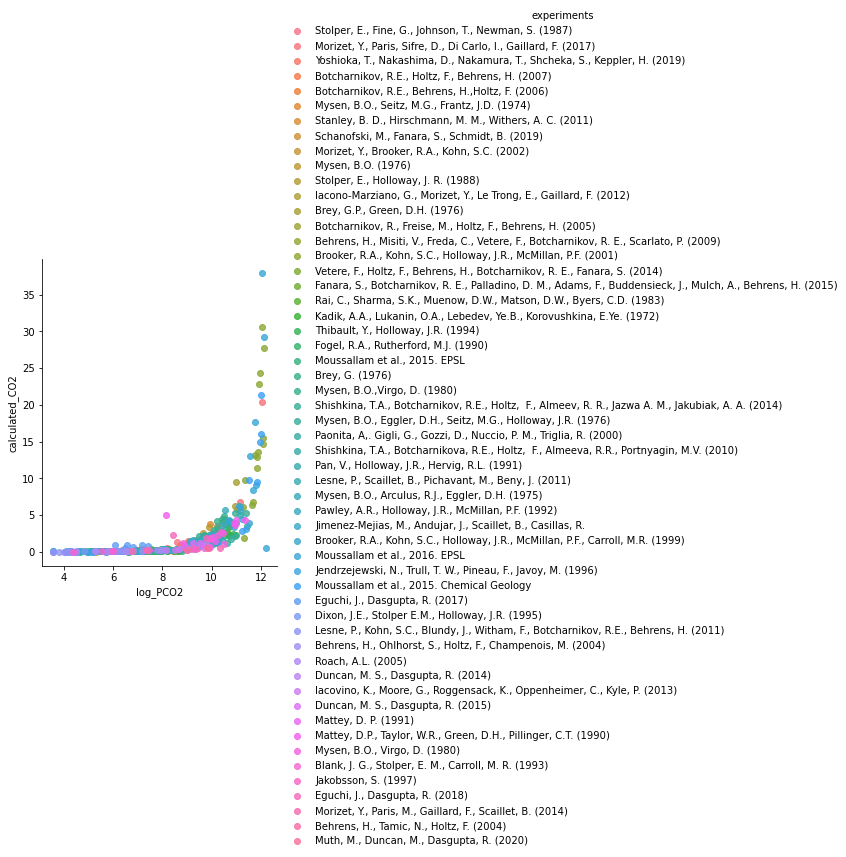 experiments
Stolper, E., Fine, G., Johnson, T., Newman, S. (1987)
Morizet, Y., Paris, Sifre, D., Di Carlo, I., Gaillard, F. (2017)
Yoshioka, T., Nakashima, D., Nakamura, T., Shcheka, S., Keppler, H. (2019)
Botcharnikov, R.E., Holtz, F., Behrens, H. (2007)
Botcharnikov, R.E., Behrens, H.,Holtz, F. (2006)
Mysen, B.O., Seitz, M.G., Frantz, J.D. (1974)
Stanley, B. D., Hirschmann, M. M., Withers, A. C. (2011)
Schanofski, M., Fanara, S., Schmidt, B. (2019)
Morizet, Y., Brooker, R.A., Kohn, S.C. (2002)
Mysen, B.O. (1976)
Stolper, E., Holloway, J. R. (1988)
Iacono-Marziano, G., Morizet, Y., Le Trong, E., Gaillard, F. (2012)
Brey, G.P., Green, D.H. (1976)
Botcharnikov, R., Freise, M., Holtz, F., Behrens, H. (2005)
Behrens, H., Misiti, V., Freda, C., Vetere, F., Botcharnikov, R. E., Scarlato, P. (2009)
Brooker, R.A., Kohn, S.C., Holloway, J.R., McMillan, P.F. (2001)
Vetere, F., Holtz, F., Behrens, H., Botcharnikov, R. E., Fanara, S. (2014)
Fanara, S., Botcharnikov, R. E., Palladino, D. M., Adams, F., Buddensieck, J., Mulch, A., Behrens, H. (2015)
Rai, C., Sharma, S.K., Muenow, D.W., Matson, D.W., Byers, C.D. (1983)
Kadik, A.A., Lukanin, O.A., Lebedev, Ye.B., Korovushkina, E.Ye. (1972)
Thibault, Y., Holloway, J.R. (1994)
Fogel, R.A., Rutherford, M.J. (1990)
Moussallam et al., 2015. EPSL
Brey, G. (1976)
Mysen, B.O.,Virgo, D. (1980)
Shishkina, T.A., Botcharnikov, R.E., Holtz,  F., Almeev, R. R., Jazwa A. M., Jakubiak, A. A. (2014)
Mysen, B.O., Eggler, D.H., Seitz, M.G., Holloway, J.R. (1976)
Paonita, A,. Gigli, G., Gozzi, D., Nuccio, P. M., Triglia, R. (2000)
Shishkina, T.A., Botcharnikova, R.E., Holtz,  F., Almeeva, R.R., Portnyagin, M.V. (2010)
Pan, V., Holloway, J.R., Hervig, R.L. (1991)
Lesne, P., Scaillet, B., Pichavant, M., Beny, J. (2011)
Mysen, B.O., Arculus, R.J., Eggler, D.H. (1975)
Pawley, A.R., Holloway, J.R., McMillan, P.F. (1992)
Jimenez-Mejias, M., Andujar, J., Scaillet, B., Casillas, R.
Brooker, R.A., Kohn, S.C., Holloway, J.R., McMillan, P.F., Carroll, M.R. (1999)
Moussallam et al., 2016. EPSL
Jendrzejewski, N., Trull, T. W., Pineau, F., Javoy, M. (1996)
Moussallam et al., 2015. Chemical Geology
Eguchi, J., Dasgupta, R. (2017)
Dixon, J.E., Stolper E.M., Holloway, J.R. (1995)
Lesne, P., Kohn, S.C., Blundy, J., Witham, F., Botcharnikov, R.E., Behrens, H. (2011)
Behrens, H., Ohlhorst, S., Holtz, F., Champenois, M. (2004)
Roach, A.L. (2005)
Duncan, M. S., Dasgupta, R. (2014)
Iacovino, K., Moore, G., Roggensack, K., Oppenheimer, C., Kyle, P. (2013)
Duncan, M. S., Dasgupta, R. (2015)
Mattey, D. P. (1991)
Mattey, D.P., Taylor, W.R., Green, D.H., Pillinger, C.T. (1990)
Mysen, B.O., Virgo, D. (1980)
Blank, J. G., Stolper, E. M., Carroll, M. R. (1993)
Jakobsson, S. (1997)
Eguchi, J., Dasgupta, R. (2018)
Morizet, Y., Paris, M., Gaillard, F., Scaillet, B. (2014)
Behrens, H., Tamic, N., Holtz, F. (2004)
Muth, M., Duncan, M., Dasgupta, R. (2020)
calculated_CO2
35
30
25
20
15
10
5
0
4 6 8 10 12
log_PCO2